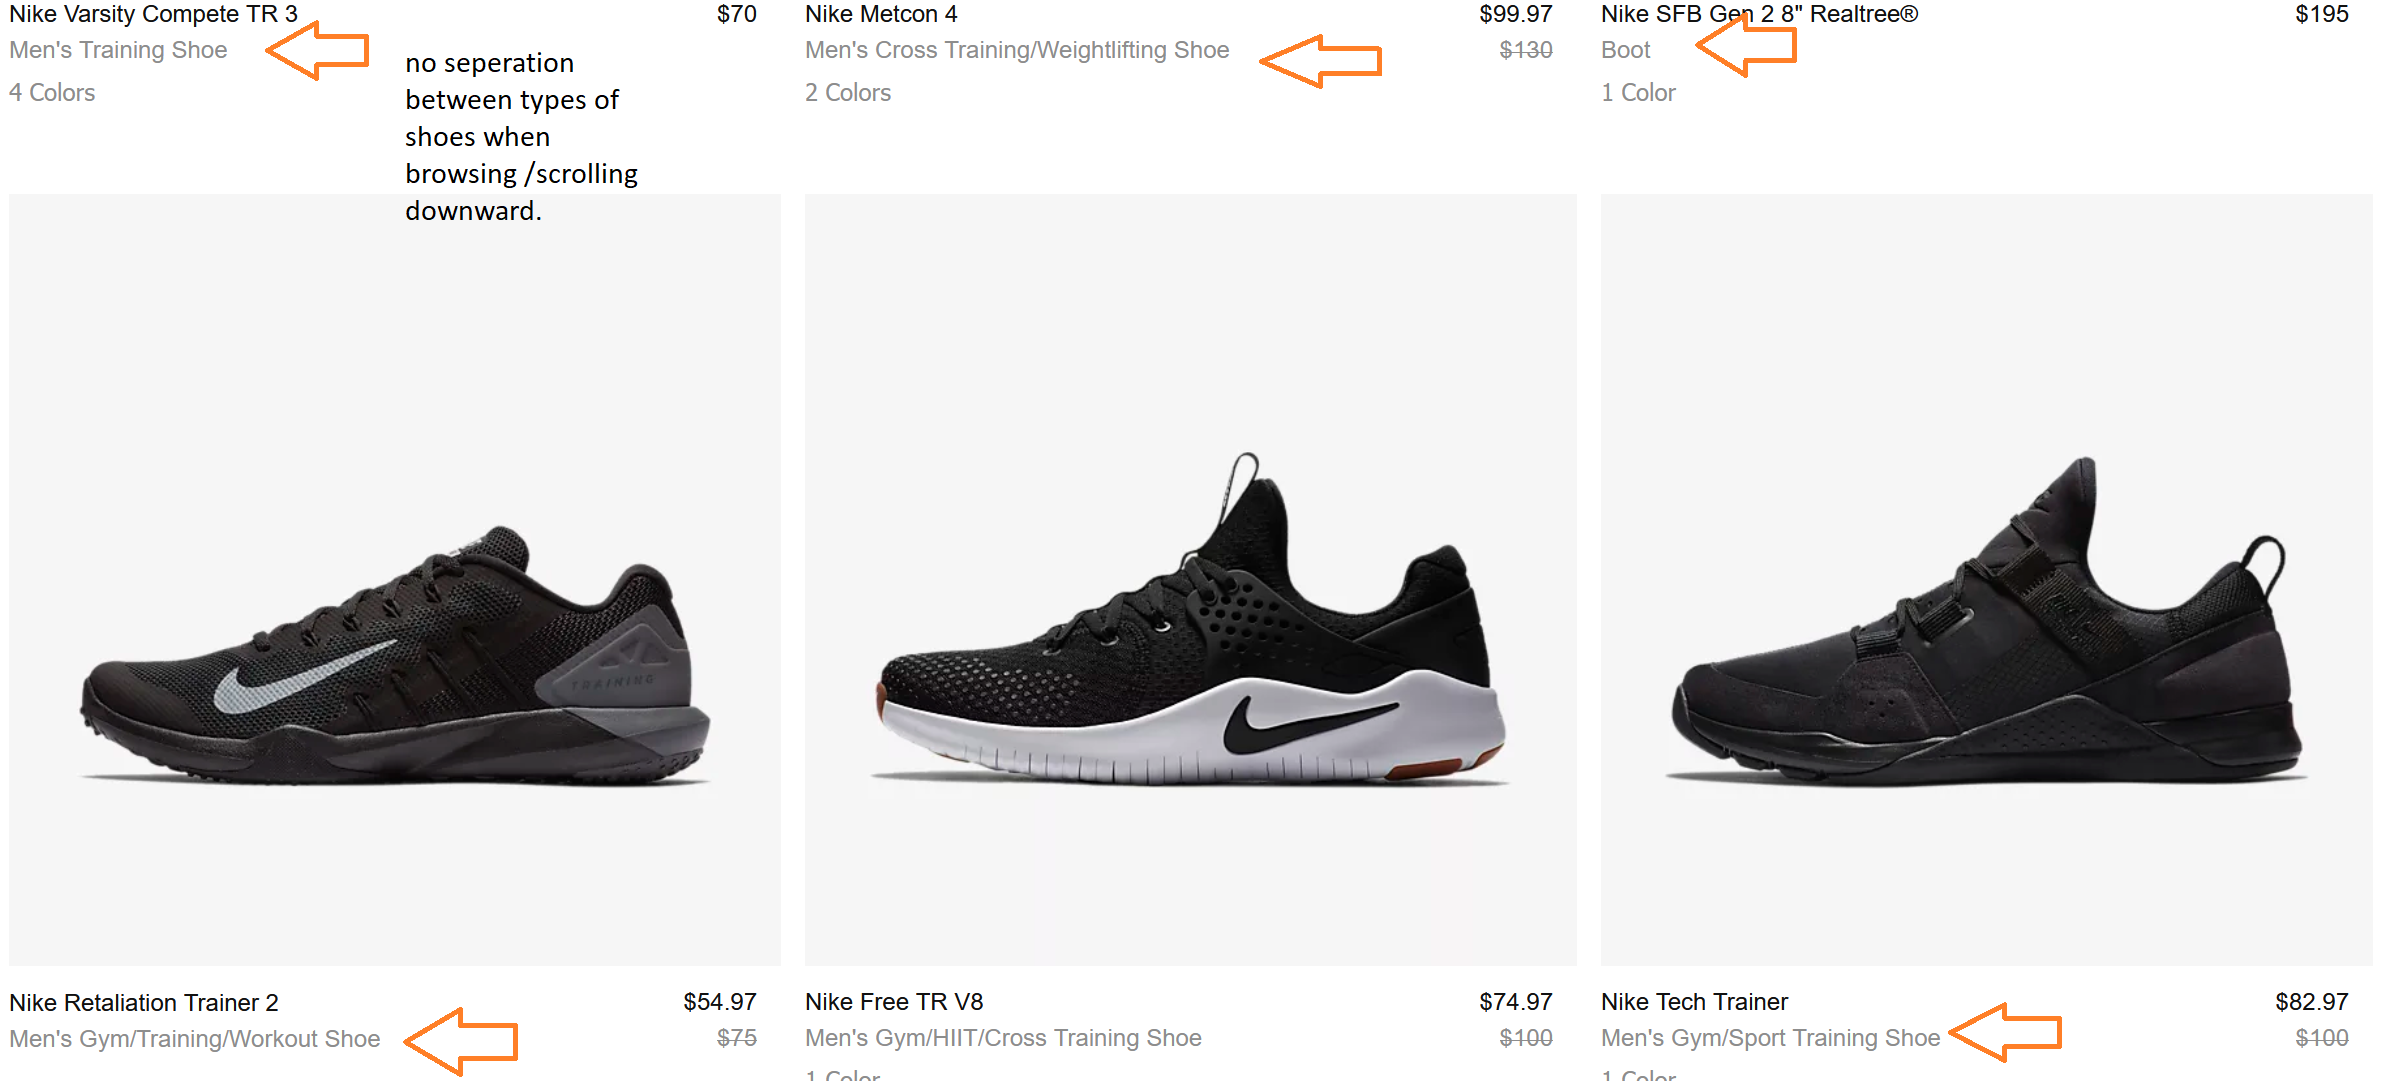 Nike Varsity Compete TR 3 $70
Men's Training Shoe
4 Colors
Nike Metcon 4 $99.97
Men's Cross Training/Weightlifting Shoe $130
2 Colors
Nike SFB Gen 2 8" Realtree® $195
Boot
1 Color
no seperation
between types of
shoes when
browsing /scrolling
downward.
TRAINING
Nike Retaliation Trainer 2 $54.97
Men's Gym/Training/Workout Shoe $75
Nike Free TR V8 $74.97
Men's Gym/HIIT/Cross Training Shoe $100
1 Color
Nike Tech Trainer $82.97
Men's Gym/Sport Training Shoe $100
1 Color